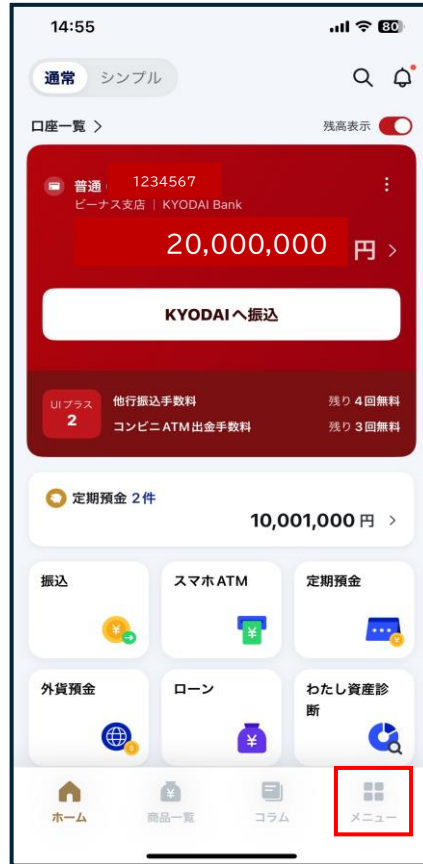 14:55
80
通常 シンプル
口座一覧 >
残高表示
普通 1234567
ビーナス支店 | KYODAI Bank
20,000,000 円 >
KYODAIへ振込
UIプラス
2
他行振込手数料 残り4回無料
コンビニATM出金手数料 残り3回無料
定期預金 2件
10,001,000 円 >
振込 スマホATM 定期預金
¥ ¥ ¥
外貨預金 ローン わたし資産診
断
¥
¥
ホーム 商品一覧 コラム メニュー